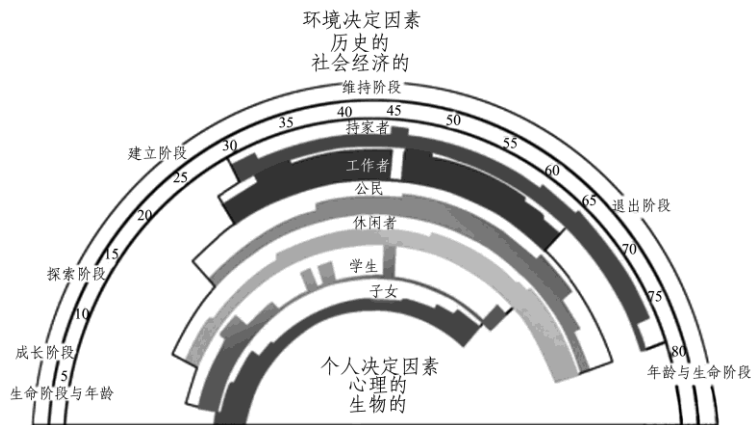 环境决定因素
历史的
社会经济的
维持阶段
40
45
35
50
持家者
30
55
建立阶段
工作者
25
60
公民
20
65
退出阶段
休闲者
15
70
学生
探索阶段
子女
75
10
成长阶段
80
5
个人决定因素
年龄与生命阶段
心理的
生命阶段与年龄
生物的